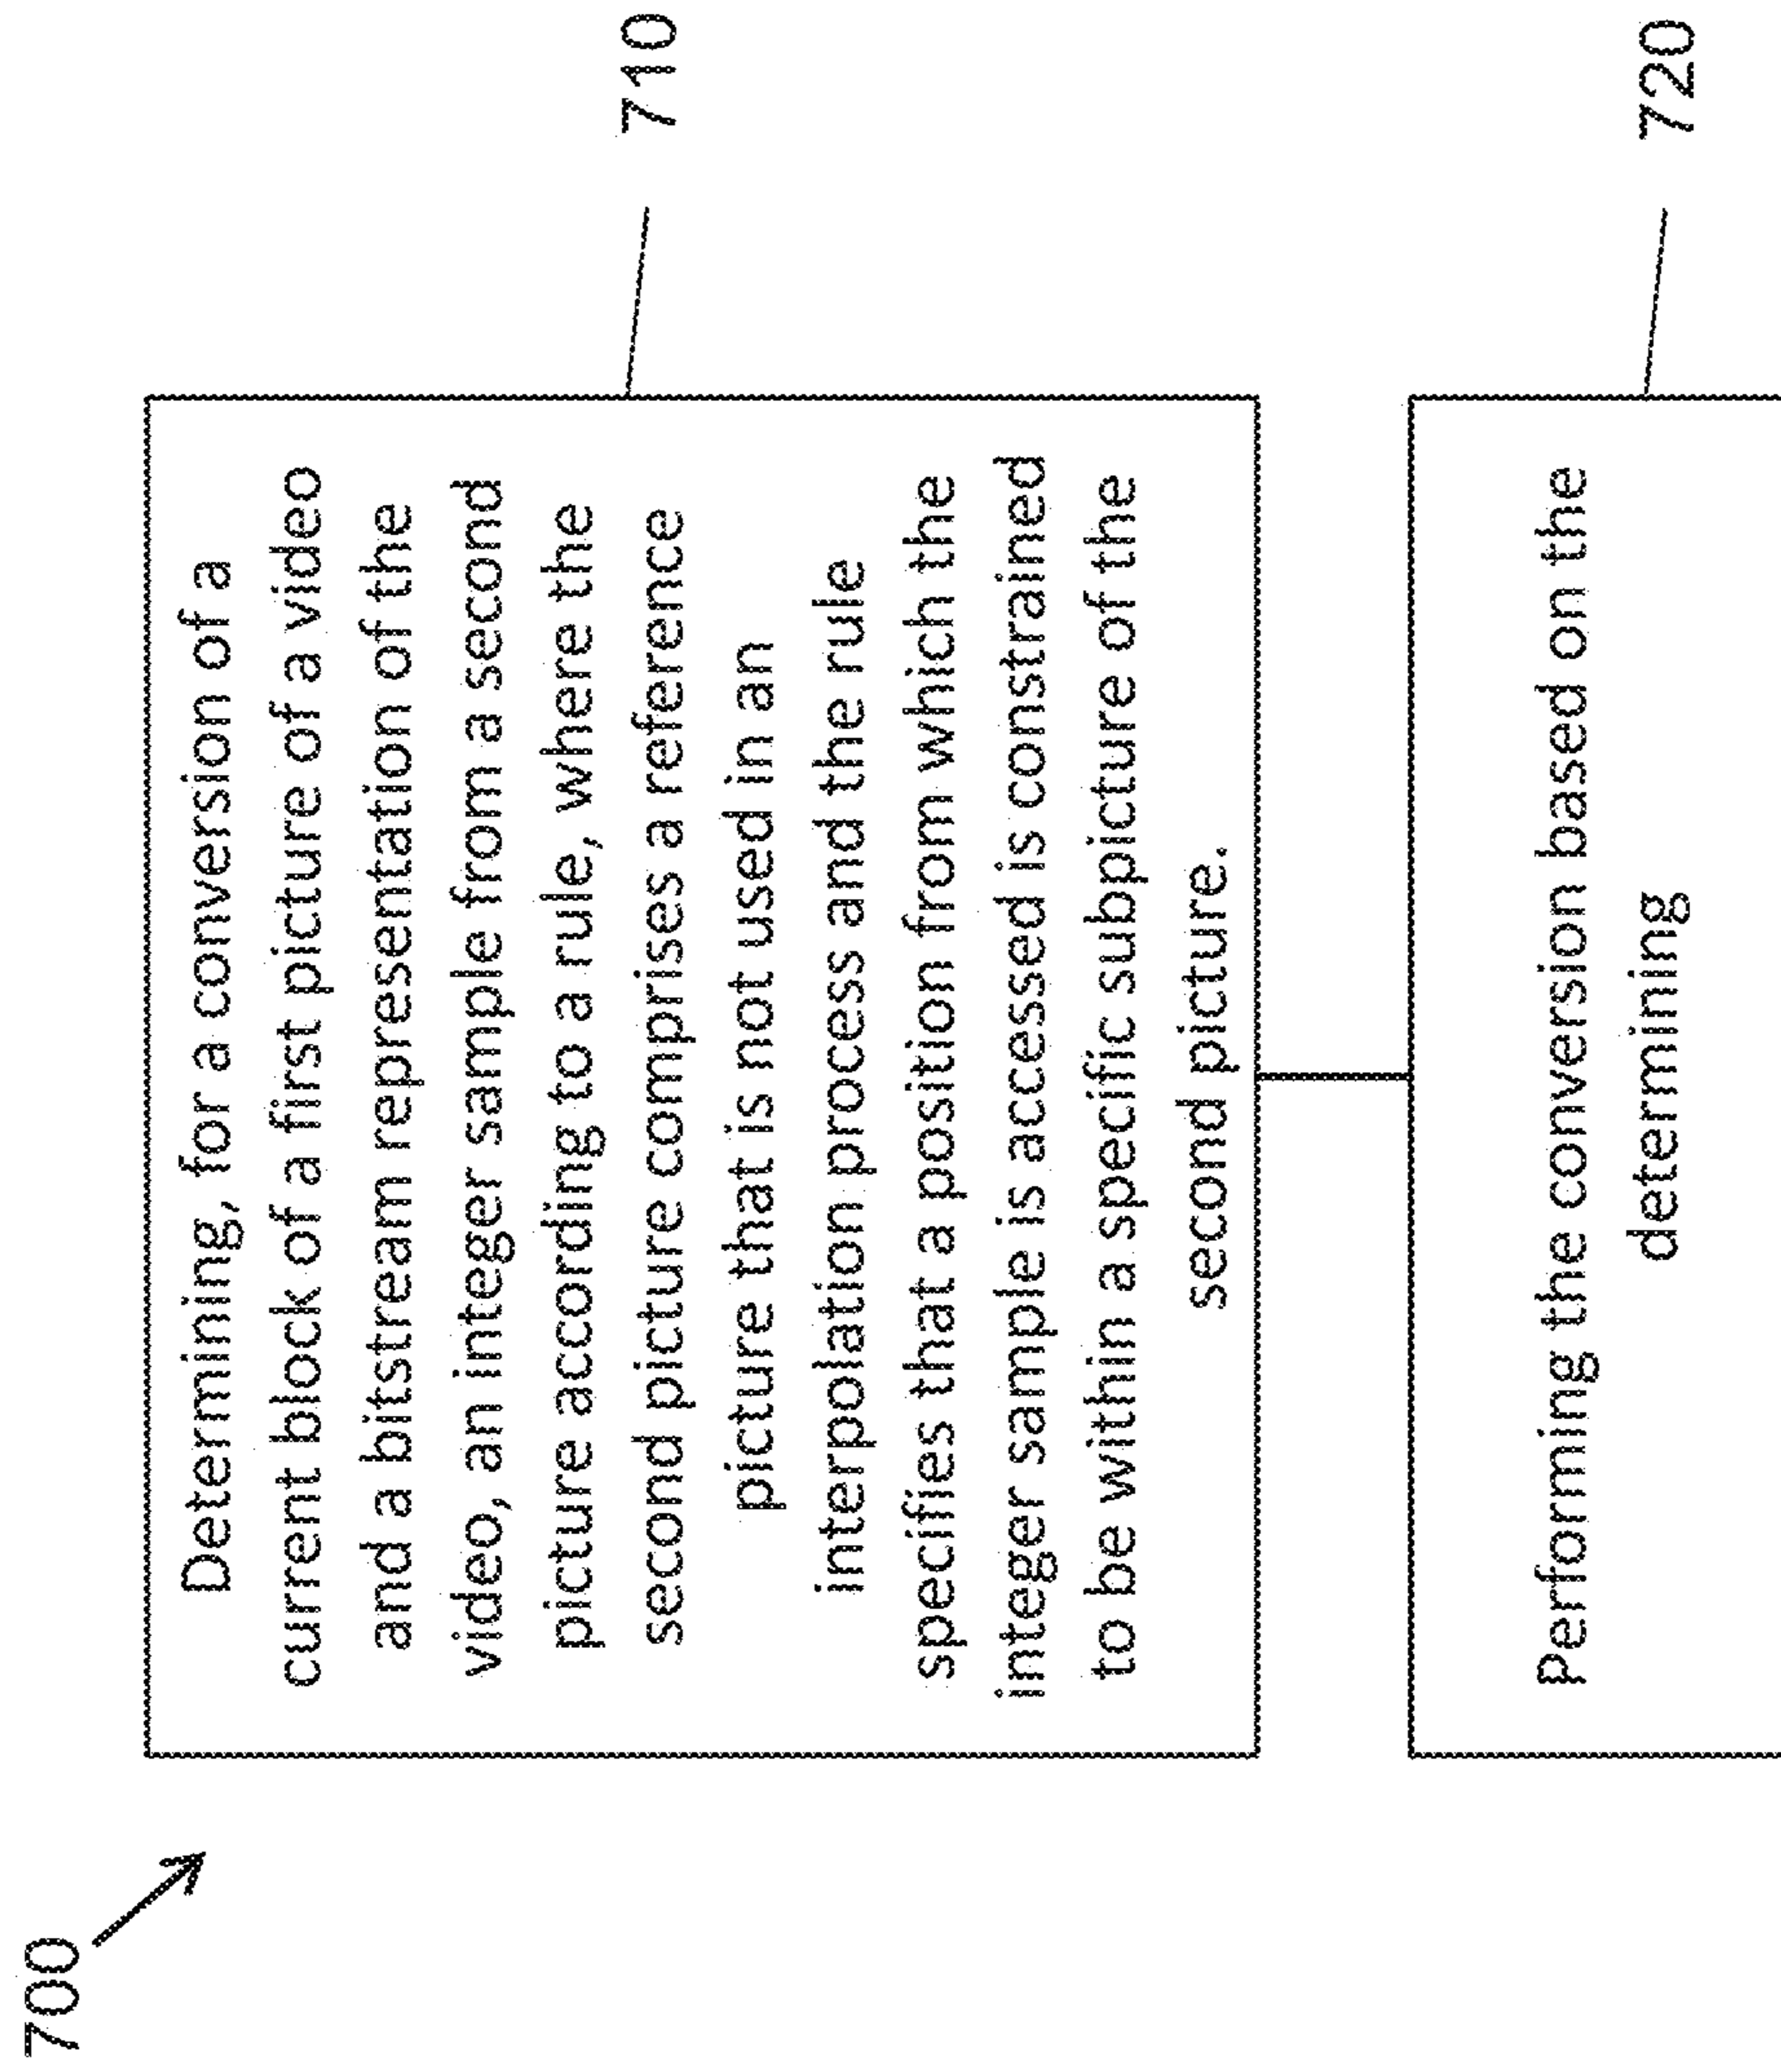 700
Determining, for a conversion of a
current block of a first picture of a video
and a bitstream representation of the
video, an integer sample from a second
picture according to a rule, where the
second picture comprises a reference
picture that is not used in an
interpolation process and the rule
specifies that a position from which the
integer sample is accessed is constrained
to be within a specific subpicture of the
second picture.
710
Performing the conversion based on the
determining
720